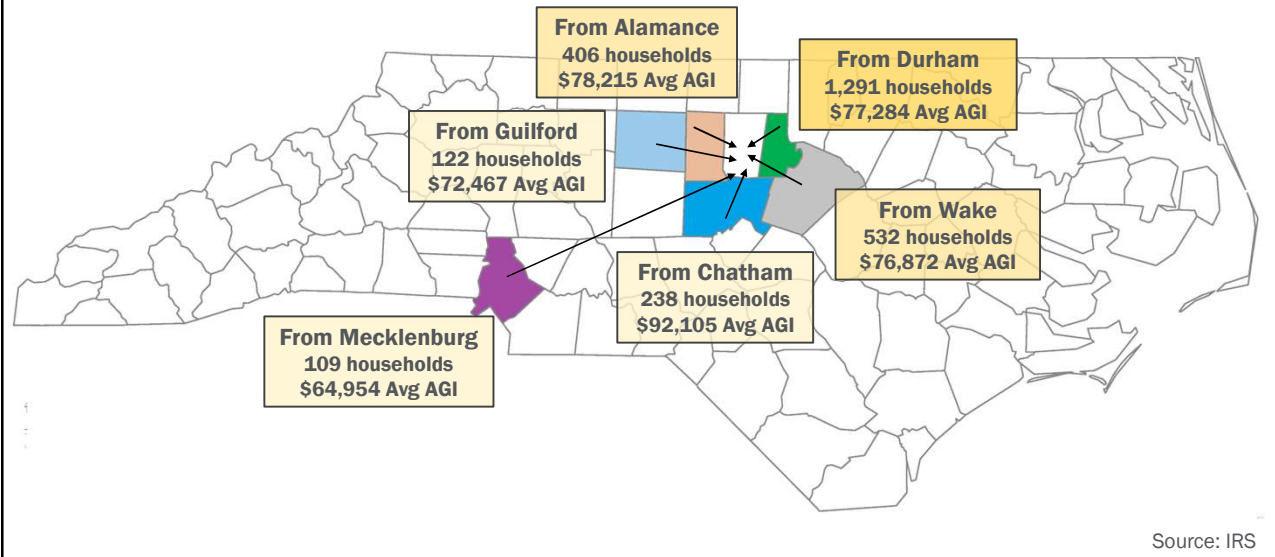 From Alamance
406 households
$78,215 Avg AGI
From Durham
1,291 households
$77,284 Avg AGI
From Guilford
122 households
$72,467 Avg AGI
From Wake
532 households
$76,872 Avg AGI
From Chatham
238 households
$92,105 Avg AGI
From Mecklenburg
109 households
$64,954 Avg AGI
Source: IRS